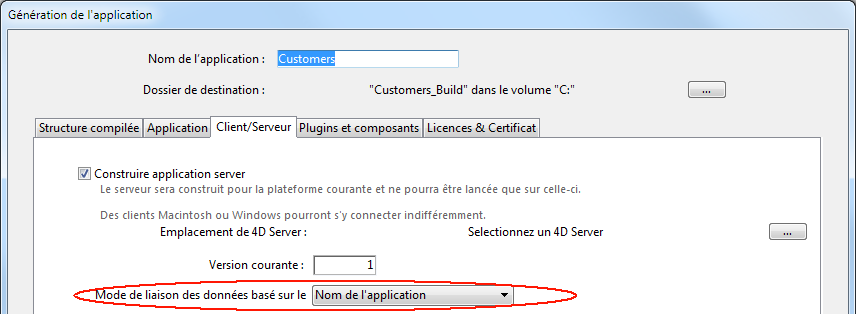 Génération de l'application
Nom de l'application : Customers
Dossier de destination : "Customers_Build" dans le volume "C:" ...
Structure compilée Application Client/Serveur Plugins et composants Licences & Certificat
Construire application server
Le serveur sera construit pour la plateforme courante et ne pourra être lancée que sur celle-ci.
Des clients Macintosh ou Windows pourront s'y connecter indifféremment.
Emplacement de 4D Server : Selectionnez un 4D Server ...
Version courante : 1
Mode de liaison des données basé sur le Nom de l'application